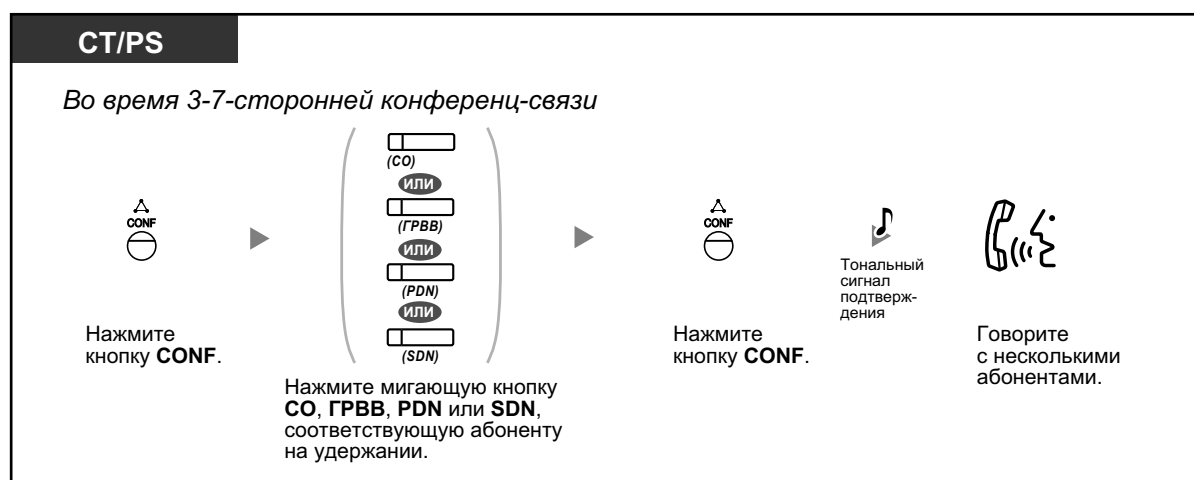 CT/PS
Во время 3-7-сторонней конференц-связи
CONF
Нажмите
кнопку CONF.
(CO)
ИЛИ
(ГРВВ)
ИЛИ
(PDN)
ИЛИ
(SDN)
Нажмите мигающую кнопку
CO, ГРВВ, PDN или SDN,
соответствующую абоненту
на удержании.
CONF
Нажмите
кнопку CONF.
Тональный
сигнал
подтверж-
дения
Говорите
с несколькими
абонентами.